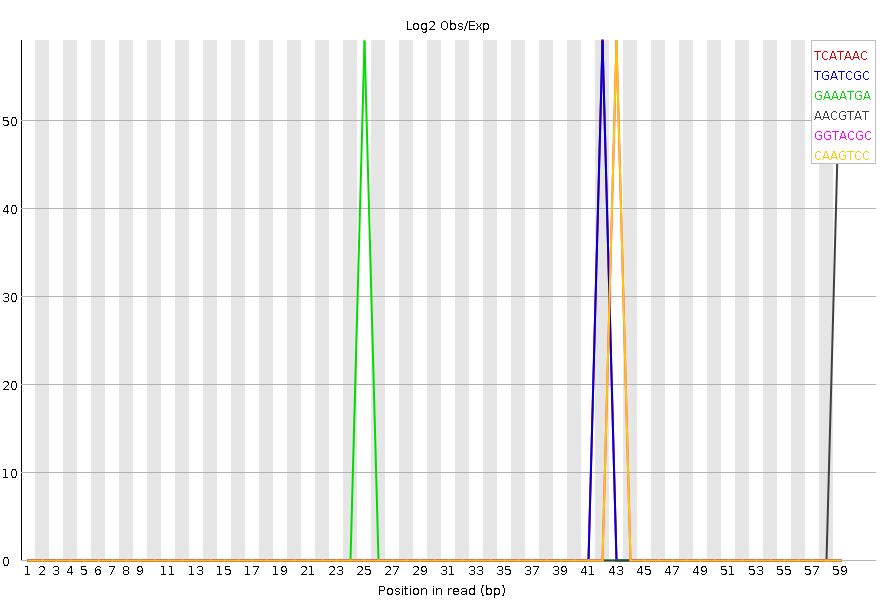 Log2 Obs/Exp
TCATAAC
TGATCGC
GAAATGA
AACGTAT
GGTACGC
CAAGTCC
50
40
30
20
10
0
1 2 3 4 5 6 7 8 9 11 13 15 17 19 21 23 25 27 29 31 33 35 37 39 41 43 45 47 49 51 53 55 57 59
Position in read (bp)